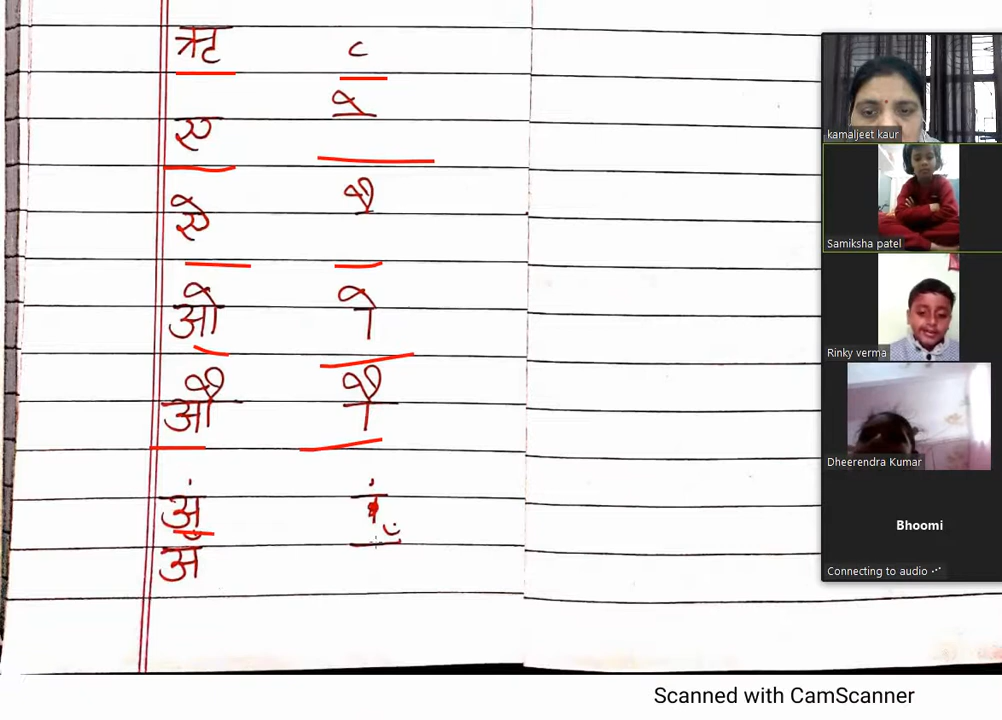 ऋ ृ
ए े
ऐ ै
ओ ो
औ ौ
अं ं
अ
kamaljeet kaur
Samiksha patel
Rinky verma
Dheerendra Kumar
Bhoomi
Connecting to audio
Scanned with CamScanner